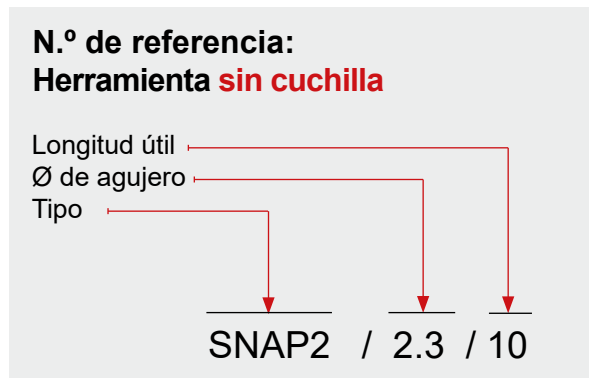 N.º de referencia:
Herramienta sin cuchilla
Longitud útil
Ø de agujero
Tipo
SNAP2 / 2.3 / 10